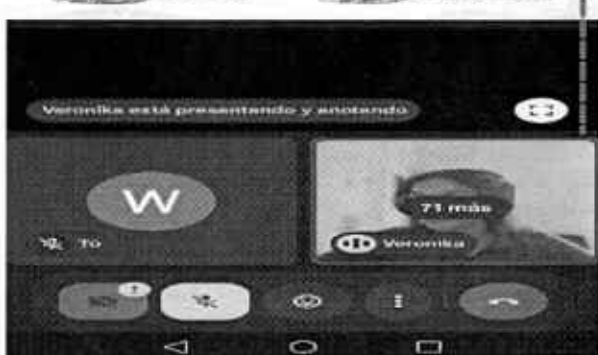 Veronika está presentando y anotando
W
71 más
Tú
Veronika